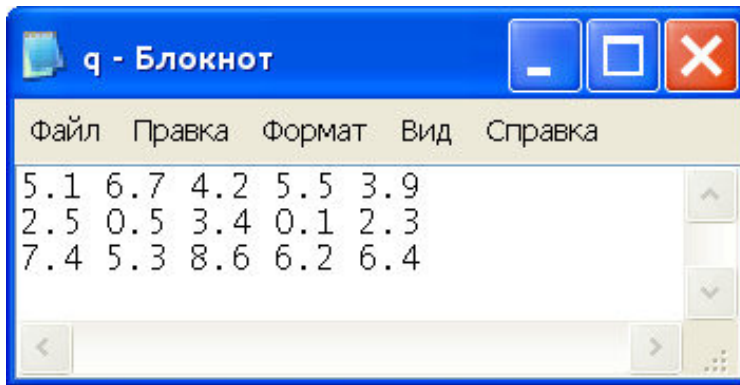 q - Блокнот
Файл Правка Формат Вид Справка
5.1 6.7 4.2 5.5 3.9
2.5 0.5 3.4 0.1 2.3
7.4 5.3 8.6 6.2 6.4